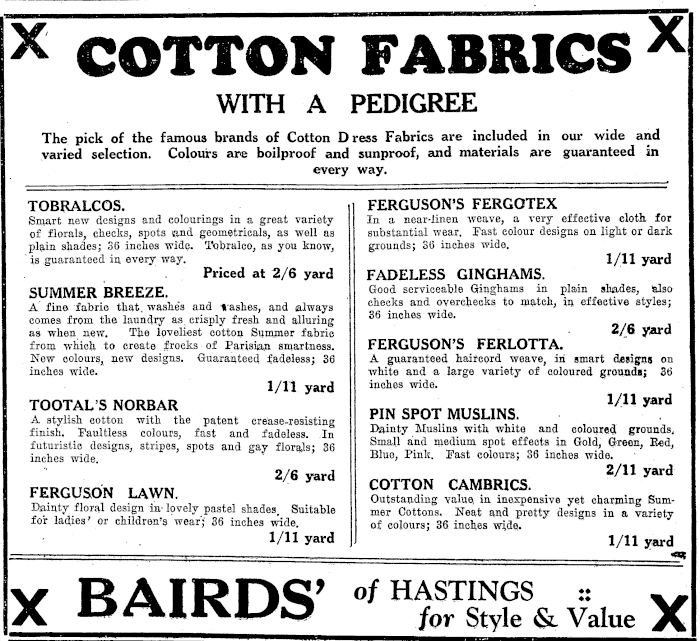 X X
COTTON FABRICS
WITH A PEDIGREE
The pick of the famous brands of Cotton Dress Fabrics are included in our wide and
varied selection. Colours are boilproof and sunproof, and materials are guaranteed in
every way.
TOBRALCOS.
Smart new designs and colourings in a great variety
of florals, checks, spots and geometricals, as well as
plain shades; 36 inches wide. Tobralco, as you know,
is guaranteed in every way.
Priced at 2/6 yard
SUMMER BREEZE.
A fine fabric that washes and washes, and always
comes from the laundry as crisply fresh and alluring
as when new. The loveliest cotton Summer fabric
from which to create frocks of Parisian smartness.
New colours, new designs. Guaranteed fadeless; 36
inches wide.
1/11 yard
TOOTAL'S NORBAR
A stylish cotton with the patent crease-resisting
finish. Faultless colours, fast and fadeless. In
futuristic designs, stripes, spots and gay florals; 36
inches wide.
2/6 yard
FERGUSON LAWN.
Dainty floral design in lovely pastel shades. Suitable
for ladies' or children's wear; 36 inches wide.
1/11 yard
FERGUSON'S FERGOTEX
In a near-linen weave, a very effective cloth for
substantial wear. Fast colour designs on light or dark
grounds; 36 inches wide.
1/11 yard
FADELESS GINGHAMS.
Good serviceable Ginghams in plain shades, also
checks and overchecks to match, in effective styles;
36 inches wide.
2/6 yard
FERGUSON'S FERLOTTA.
A guaranteed haircord weave, in smart designs on
white and a large variety of coloured grounds; 36
inches wide.
1/11 yard
PIN SPOT MUSLINS.
Dainty Muslins with white and coloured grounds.
Small and medium spot effects in Gold, Green, Red,
Blue, Pink. Fast colours; 36 inches wide.
2/11 yard
COTTON CAMBRICS.
Outstanding value in inexpensive yet charming Sum-
mer Cottons. Neat and pretty designs in a variety
of colours; 36 inches wide.
1/11 yard
X BAIRDS' of HASTINGS ::
for Style & Value X